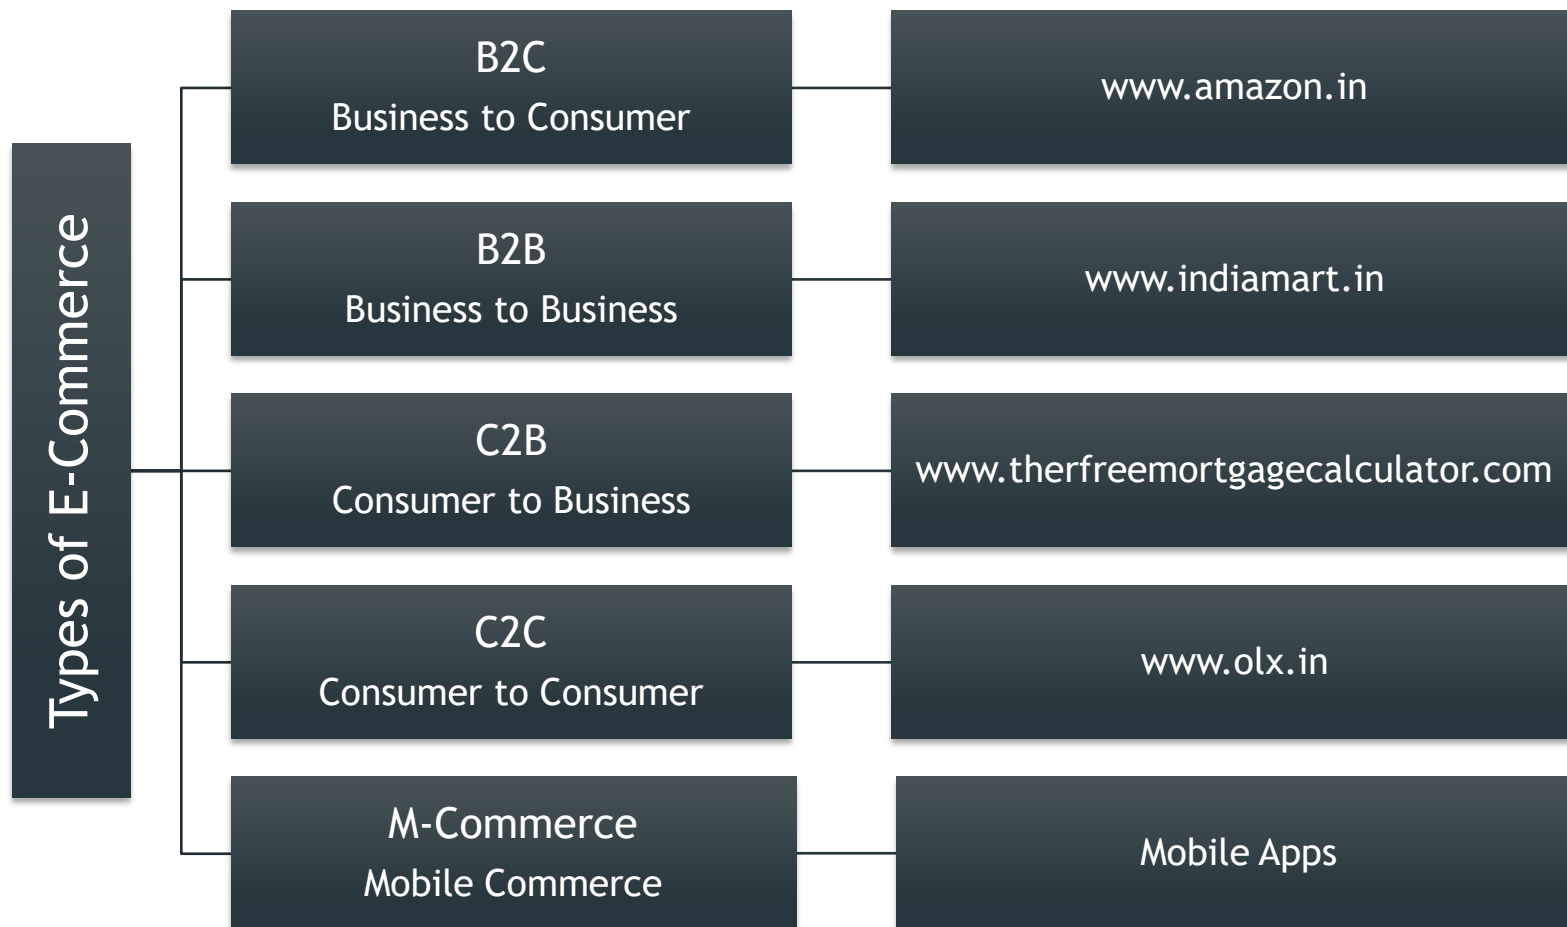 Types of E-Commerce
B2C
Business to Consumer
www.amazon.in
B2B
Business to Business
www.indiamart.in
C2B
Consumer to Business
www.therfreemortgagecalculator.com
C2C
Consumer to Consumer
www.olx.in
M-Commerce
Mobile Commerce
Mobile Apps